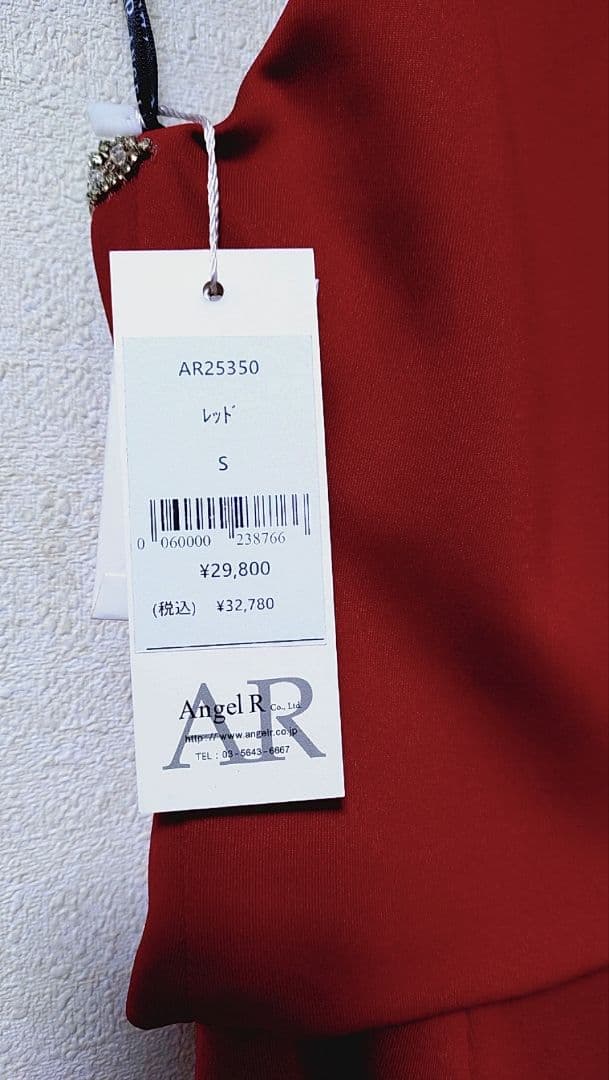 AR25350
ﾚｯﾄﾞ
S
0 060000 238766
¥29,800
(税込) ¥32,780
AR
Angel R Co., Ltd.
http://www.angelr.co.jp
TEL : 03-5643-6667